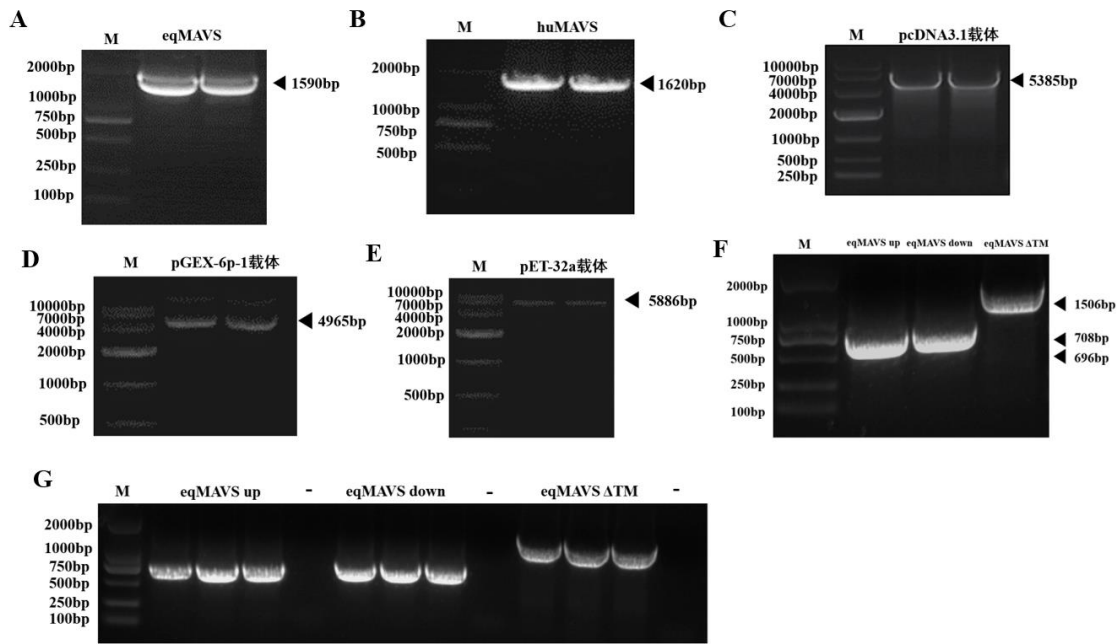 A
M
eqMAVS
2000bp
1000bp
750bp
500bp
250bp
100bp
1590bp
B
M
huMAVS
2000bp
1000bp
750bp
500bp
1620bp
C
M
pcDNA3.1载体
10000bp
7000bp
4000bp
2000bp
1000bp
500bp
250bp
5385bp
D
M
pGEX-6p-1载体
10000bp
7000bp
4000bp
2000bp
1000bp
500bp
4965bp
E
M
pET-32a载体
10000bp
7000bp
4000bp
2000bp
1000bp
500bp
5886bp
F
M
eqMAVS up
eqMAVS down
eqMAVS ΔTM
2000bp
1000bp
750bp
500bp
250bp
100bp
1506bp
708bp
696bp
G
M
eqMAVS up
-
eqMAVS down
-
eqMAVS ΔTM
-
2000bp
1000bp
750bp
500bp
250bp
100bp